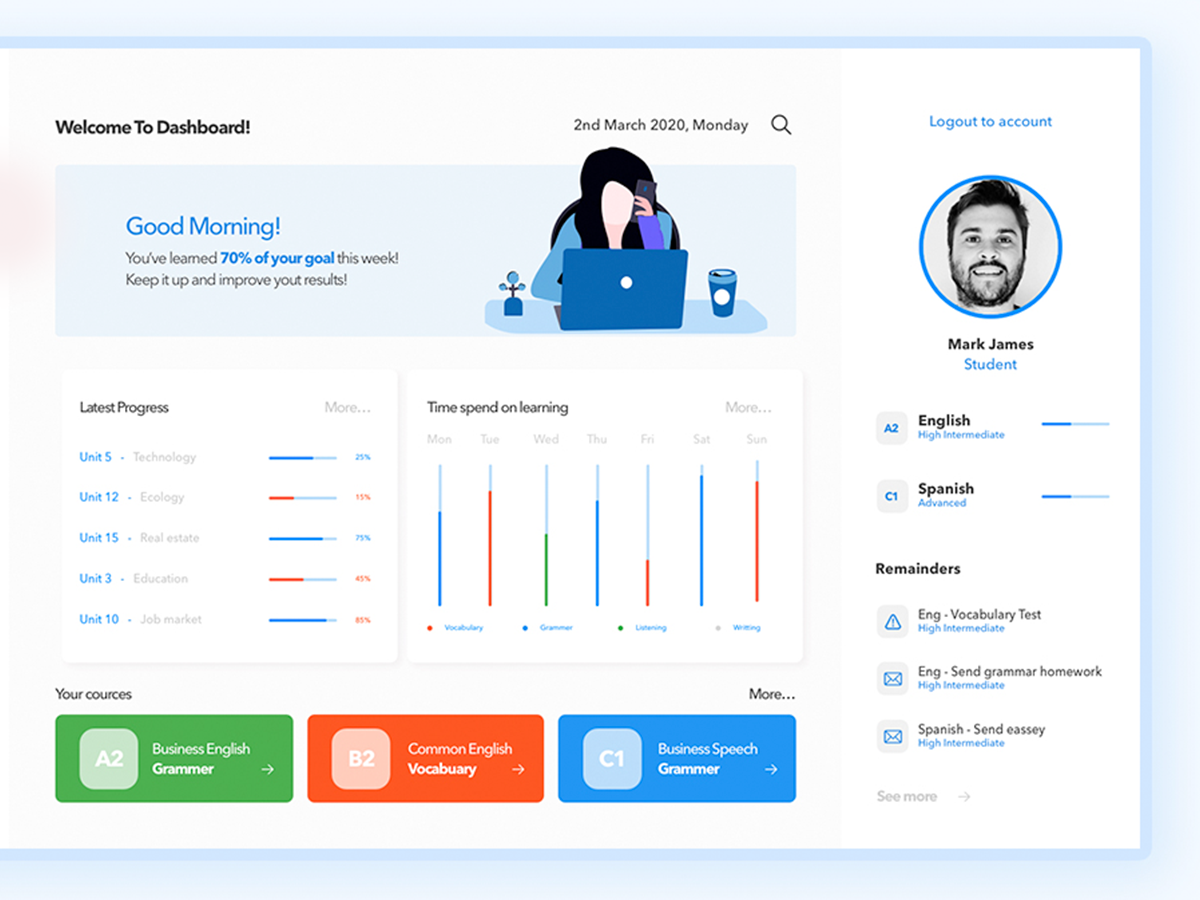 Welcome To Dashboard!
2nd March 2020, Monday
Good Morning!
You've learned 70% of your goal this week!
Keep it up and improve yout results!
Latest Progress
More...
Unit 5 - Technology
25%
Unit 12 - Ecology
15%
Unit 15 - Real estate
75%
Unit 3 - Education
45%
Unit 10 - Job market
85%
Time spend on learning
More...
Mon Tue Wed Thu Fri Sat Sun
Vocabulary Grammer Listening Writting
Your cources
More...
A2
Business English
Grammer
B2
Common English
Vocabuary
C1
Business Speech
Grammer
Logout to account
Mark James
Student
A2
English
High Intermediate
C1
Spanish
Advanced
Remainders
Eng - Vocabulary Test
High Intermediate
Eng - Send grammar homework
High Intermediate
Spanish - Send eassey
High Intermediate
See more